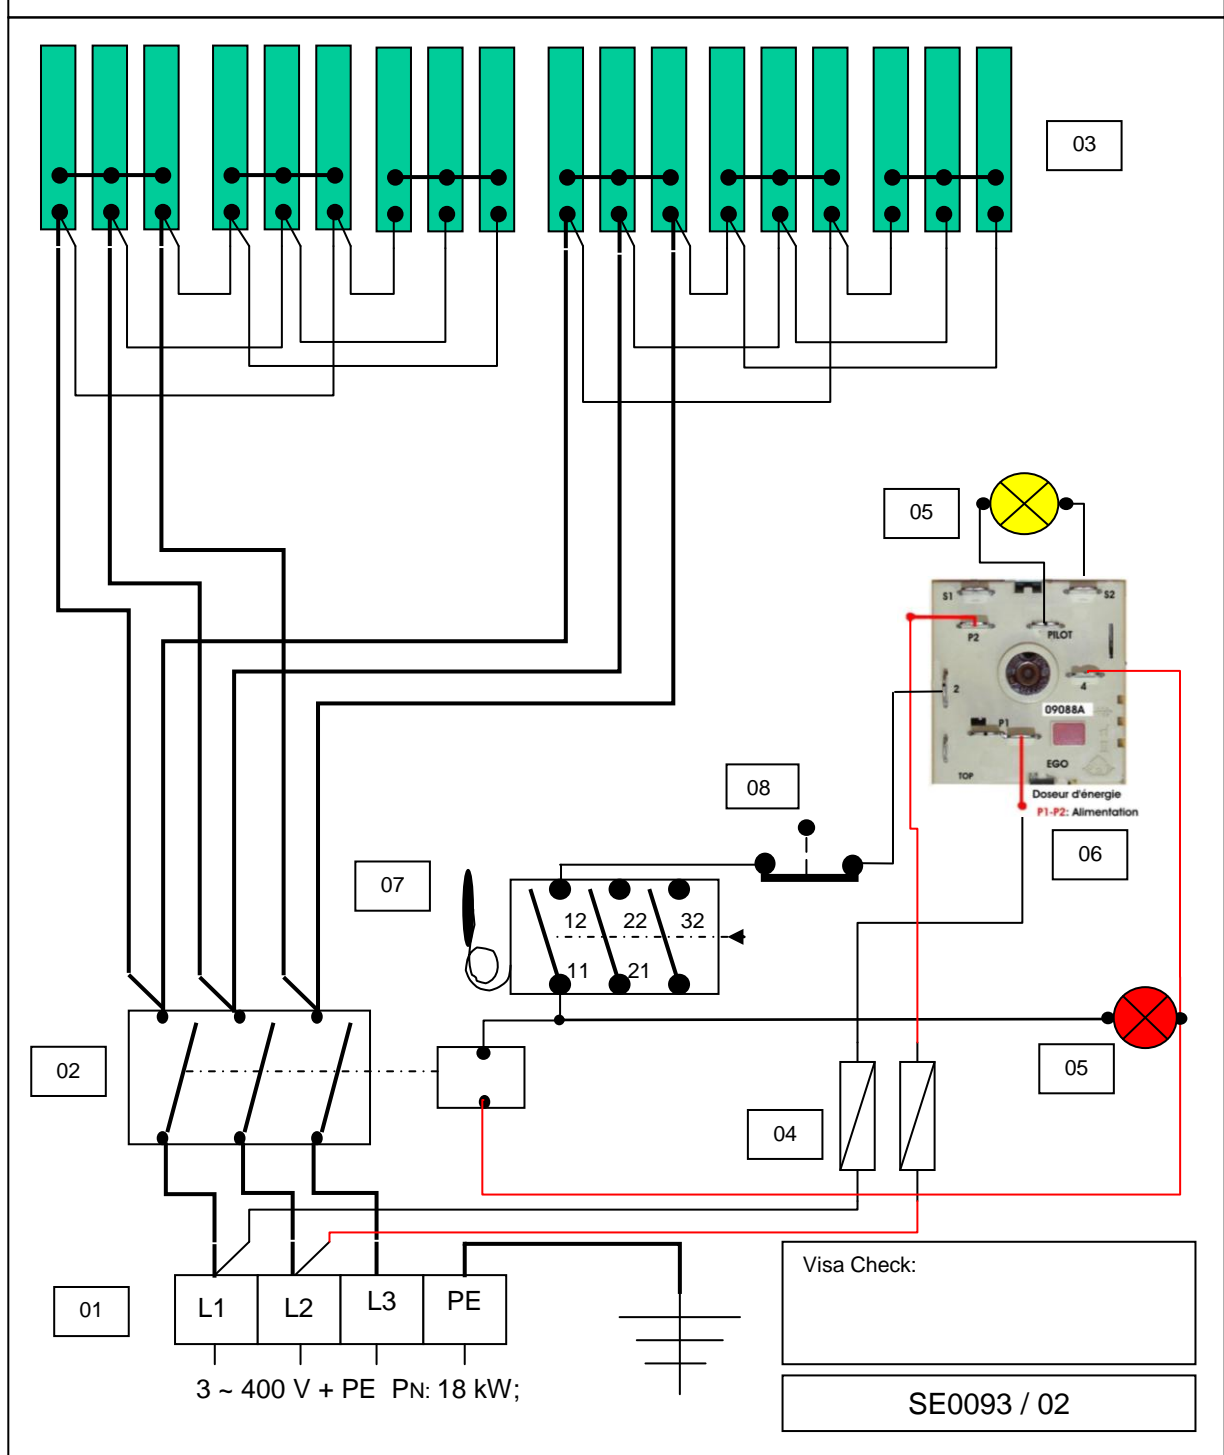 03
05
S1
S2
P2
PILOT
2
4
09088A
P1
EGO
TOP
Doseur d'énergie
P1-P2: Alimentation
08
06
07
12
22
32
11
21
02
05
04
01
L1
L2
L3
PE
3 ~ 400 V + PE PN: 18 kW;
Visa Check:
SE0093 / 02